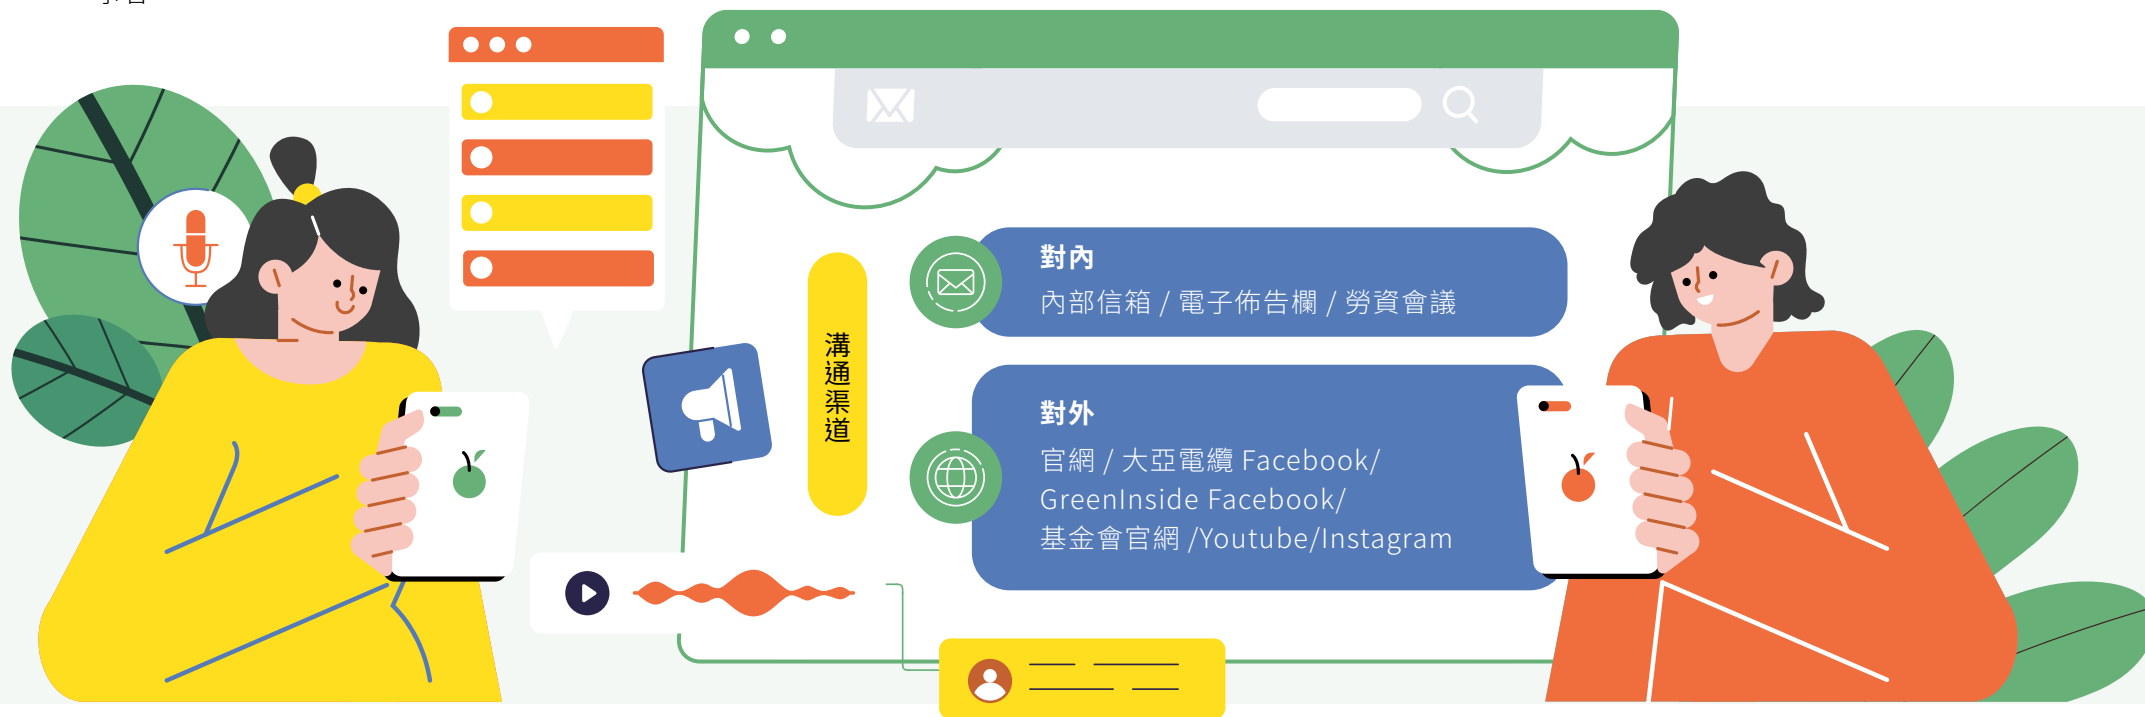 溝通渠道
對內
內部信箱 / 電子佈告欄 / 勞資會議
對外
官網 / 大亞電纜 Facebook/
GreenInside Facebook/
基金會官網 /Youtube/Instagram